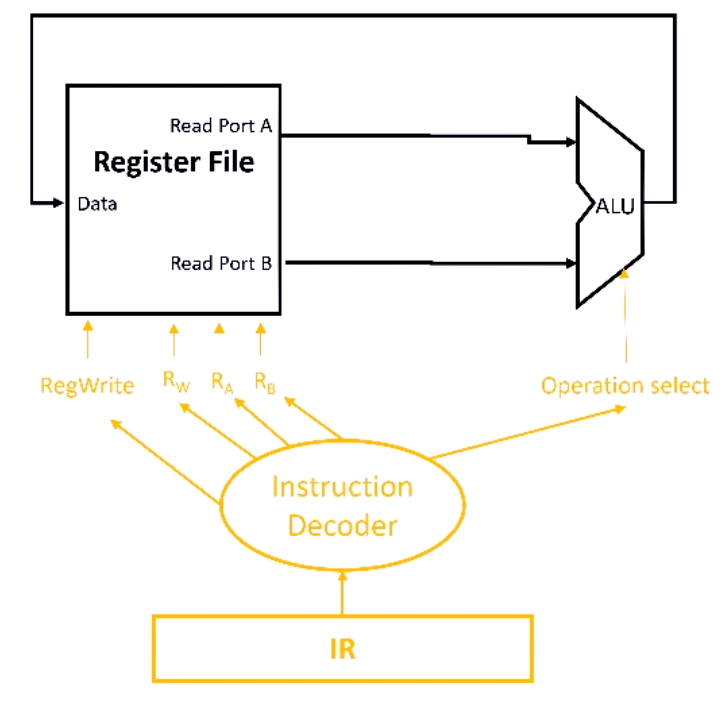 Read Port A
Register File
Data
ALU
Read Port B
RegWrite
R_W
R_A
R_B
Operation select
Instruction
Decoder
IR